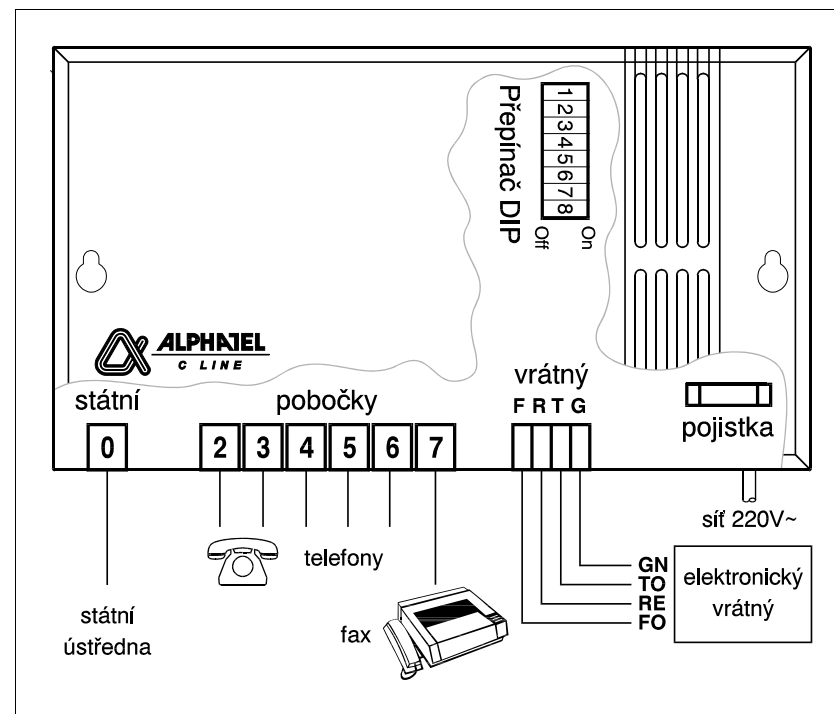 1 2 3 4 5 6 7 8
Přepínač DIP
Off
On
ALPHATEL
C LINE
státní
pobočky
vrátný
F R T G
pojistka
0
2 3 4 5 6 7
síť 220V~
telefony
GN
TO
RE
FO
elektronický
vrátný
státní
ústředna
fax